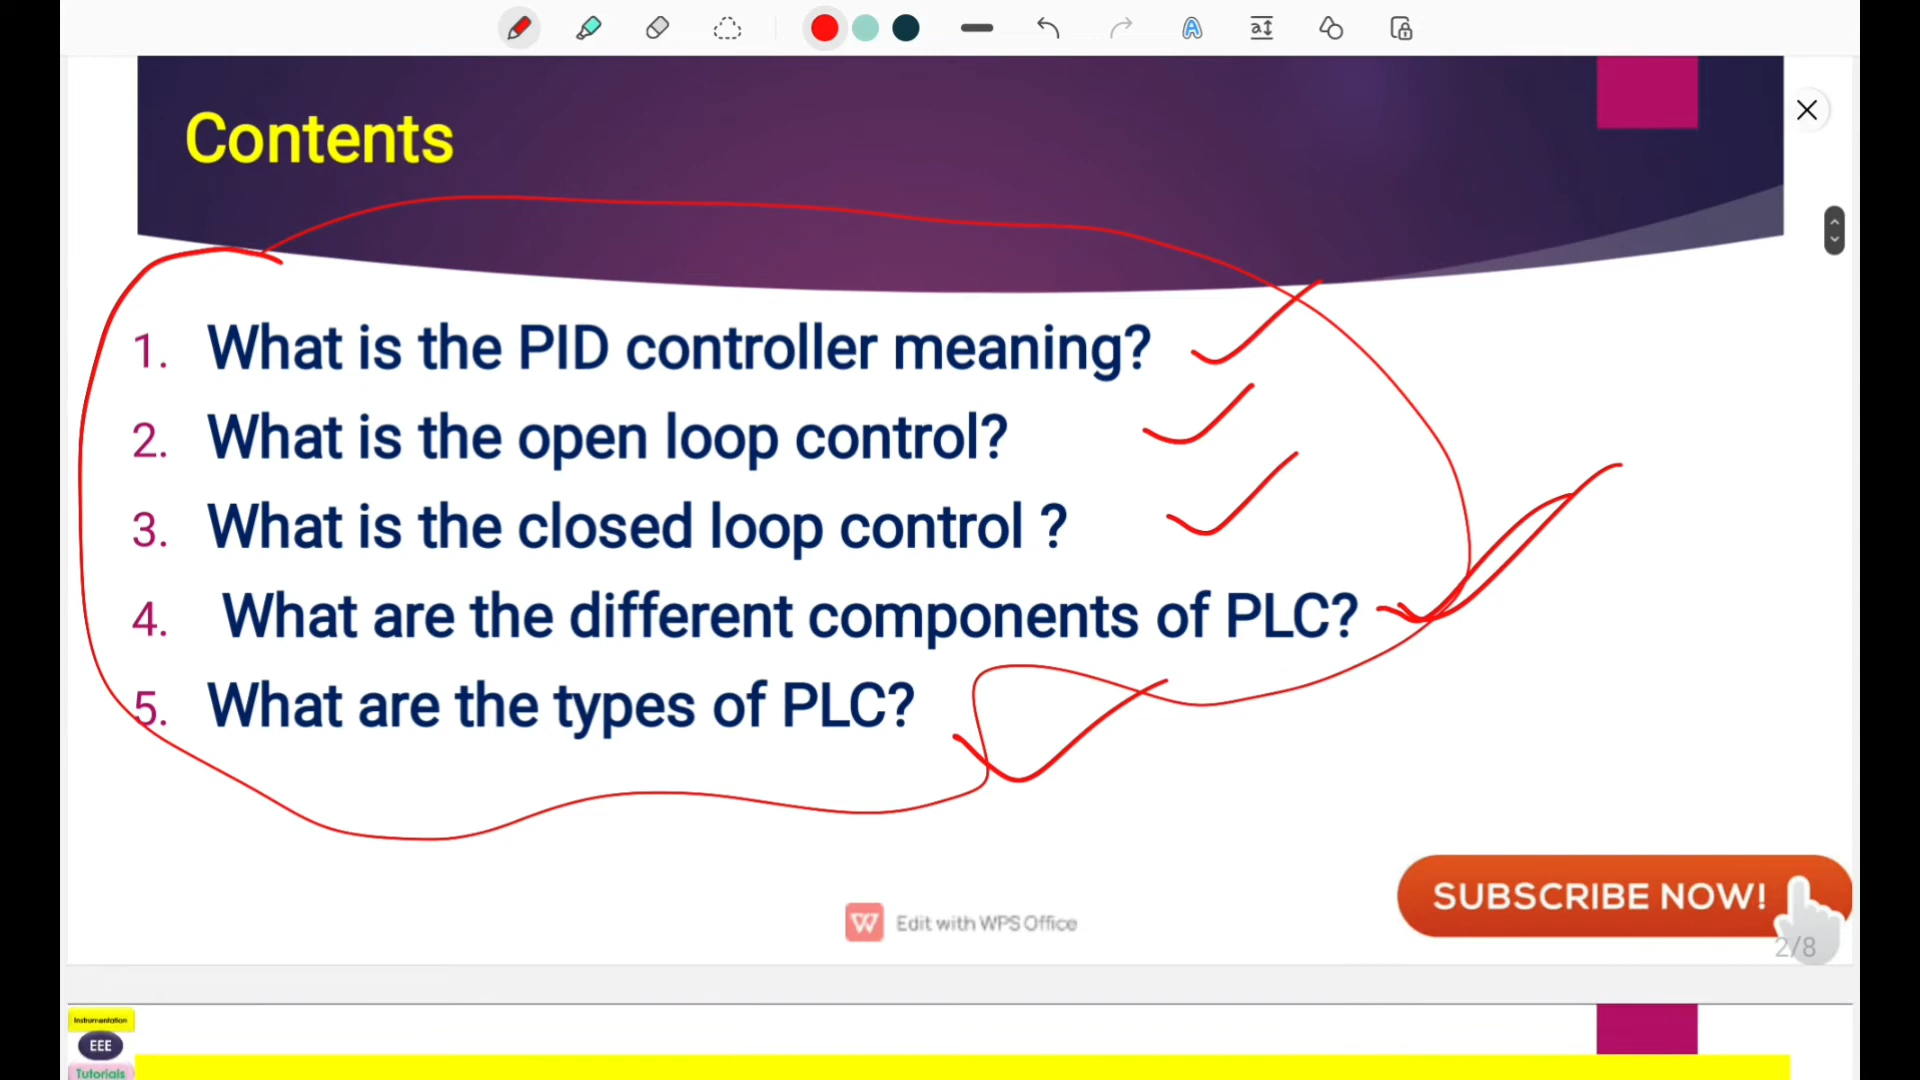 Contents
1. What is the PID controller meaning?
2. What is the open loop control?
3. What is the closed loop control ?
4. What are the different components of PLC?
5. What are the types of PLC?
Edit with WPS Office
SUBSCRIBE NOW!
2/8
Instrumentation
EEE
Tutorials